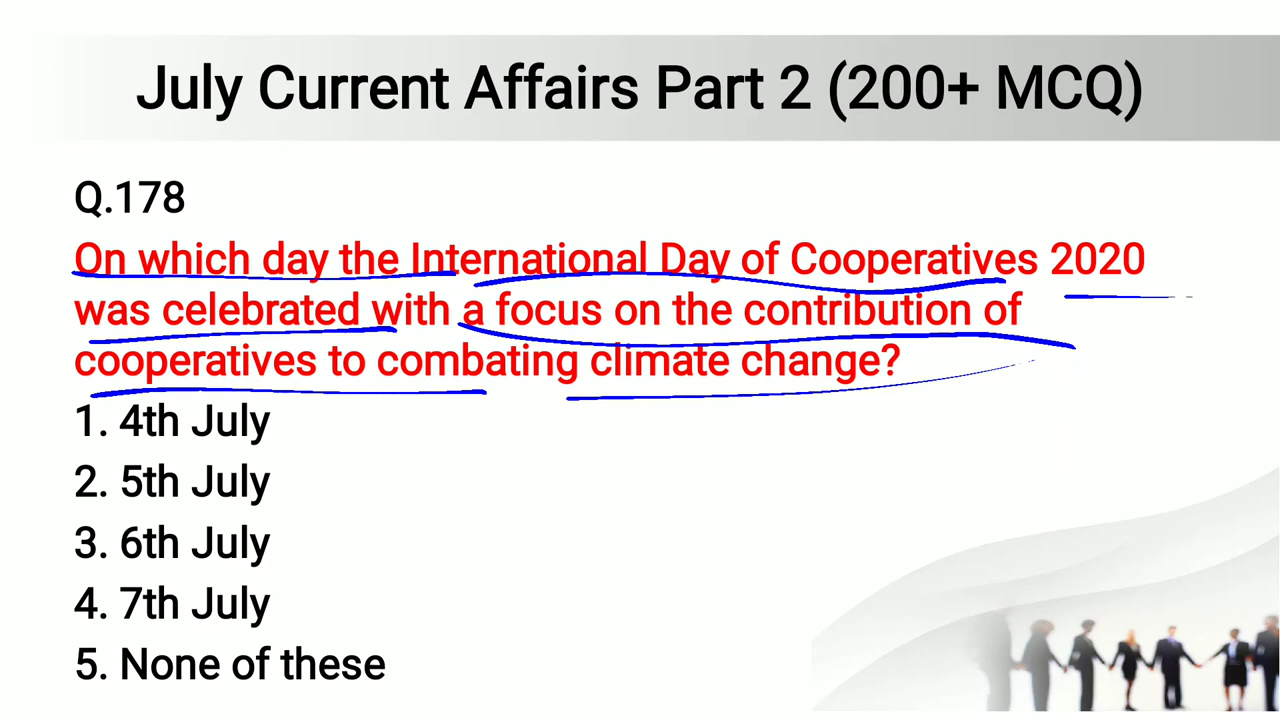 July Current Affairs Part 2 (200+ MCQ)
Q.178
On which day the International Day of Cooperatives 2020
was celebrated with a focus on the contribution of
cooperatives to combating climate change?
1. 4th July
2. 5th July
3. 6th July
4. 7th July
5. None of these